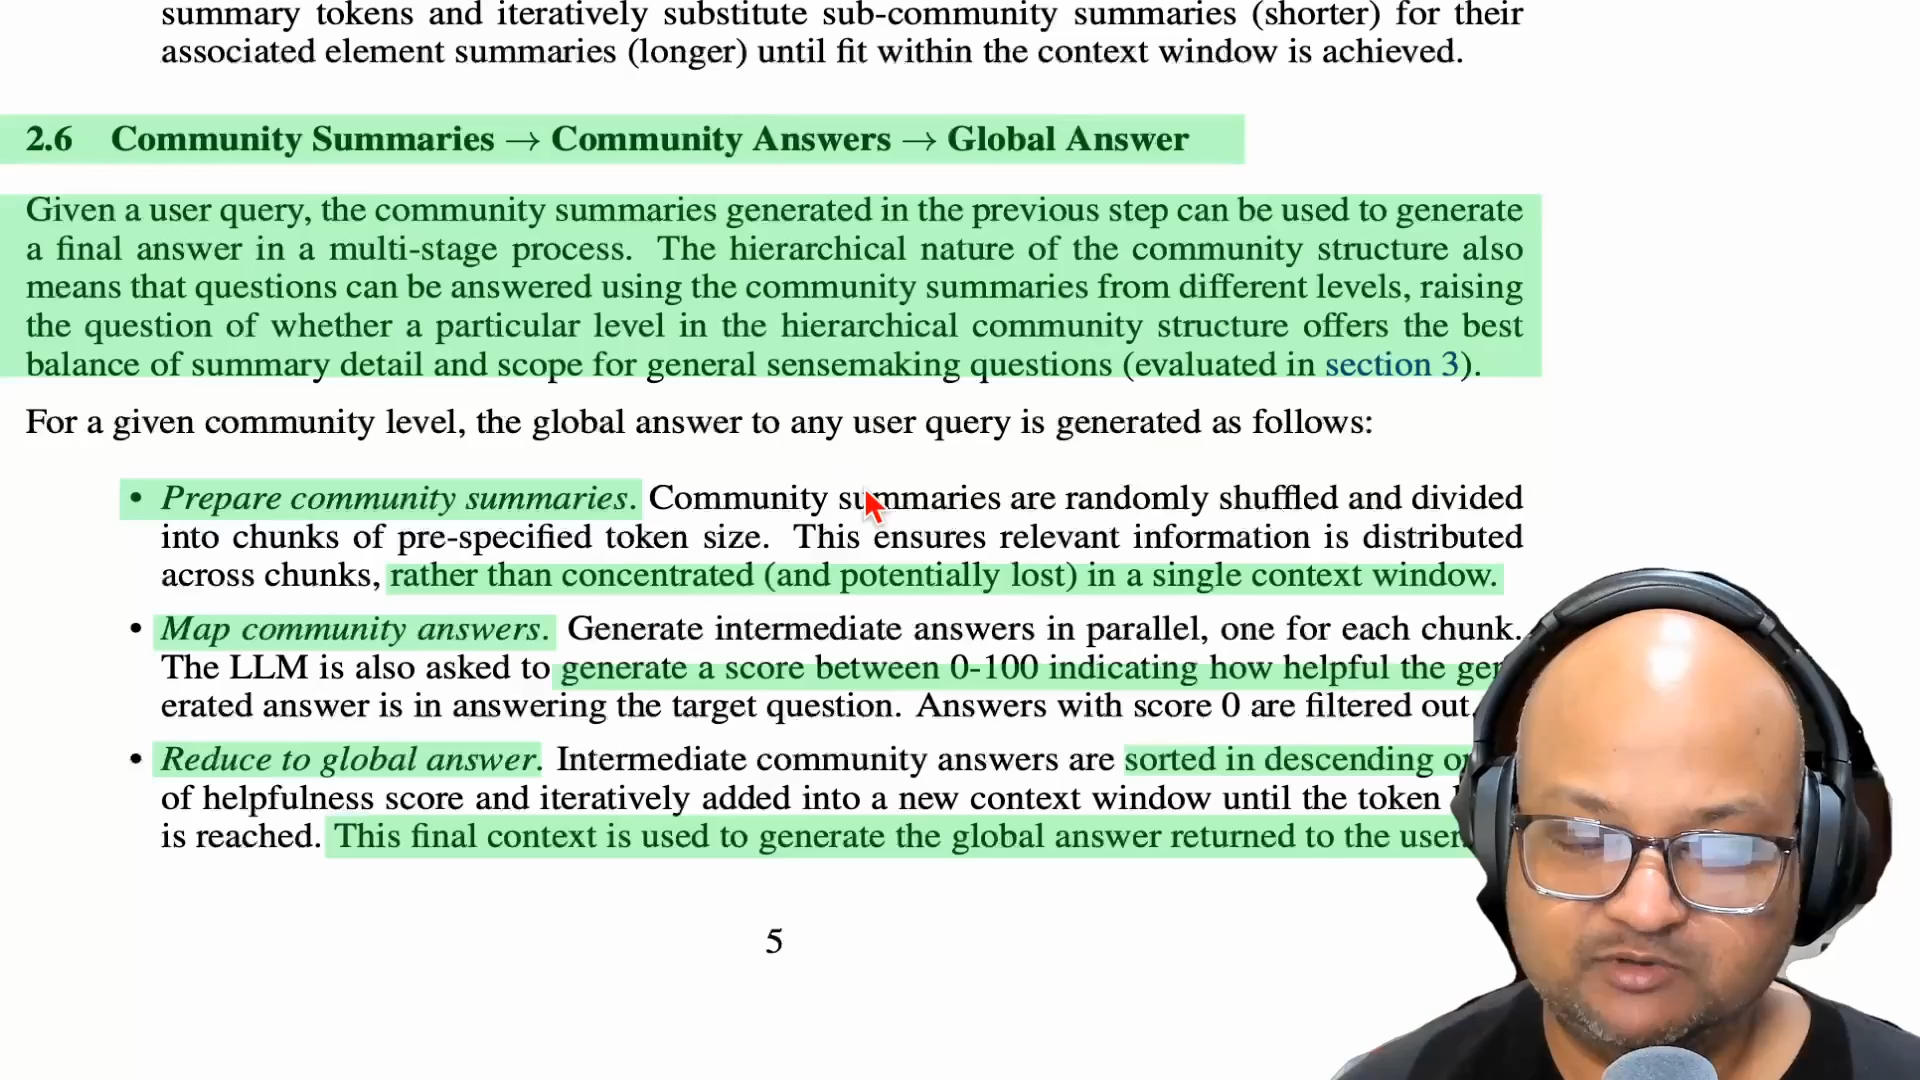 summary tokens and iteratively substitute sub-community summaries (shorter) for their
associated element summaries (longer) until fit within the context window is achieved.
2.6 Community Summaries → Community Answers → Global Answer
Given a user query, the community summaries generated in the previous step can be used to generate
a final answer in a multi-stage process. The hierarchical nature of the community structure also
means that questions can be answered using the community summaries from different levels, raising
the question of whether a particular level in the hierarchical community structure offers the best
balance of summary detail and scope for general sensemaking questions (evaluated in section 3).
For a given community level, the global answer to any user query is generated as follows:
• Prepare community summaries. Community summaries are randomly shuffled and divided
into chunks of pre-specified token size. This ensures relevant information is distributed
across chunks, rather than concentrated (and potentially lost) in a single context window.
• Map community answers. Generate intermediate answers in parallel, one for each chunk.
The LLM is also asked to generate a score between 0-100 indicating how helpful the
erated answer is in answering the target question. Answers with score 0 are filtered out.
• Reduce to global answer. Intermediate community answers are sorted in descending
of helpfulness score and iteratively added into a new context window until the token
is reached. This final context is used to generate the global answer returned to the user.
5